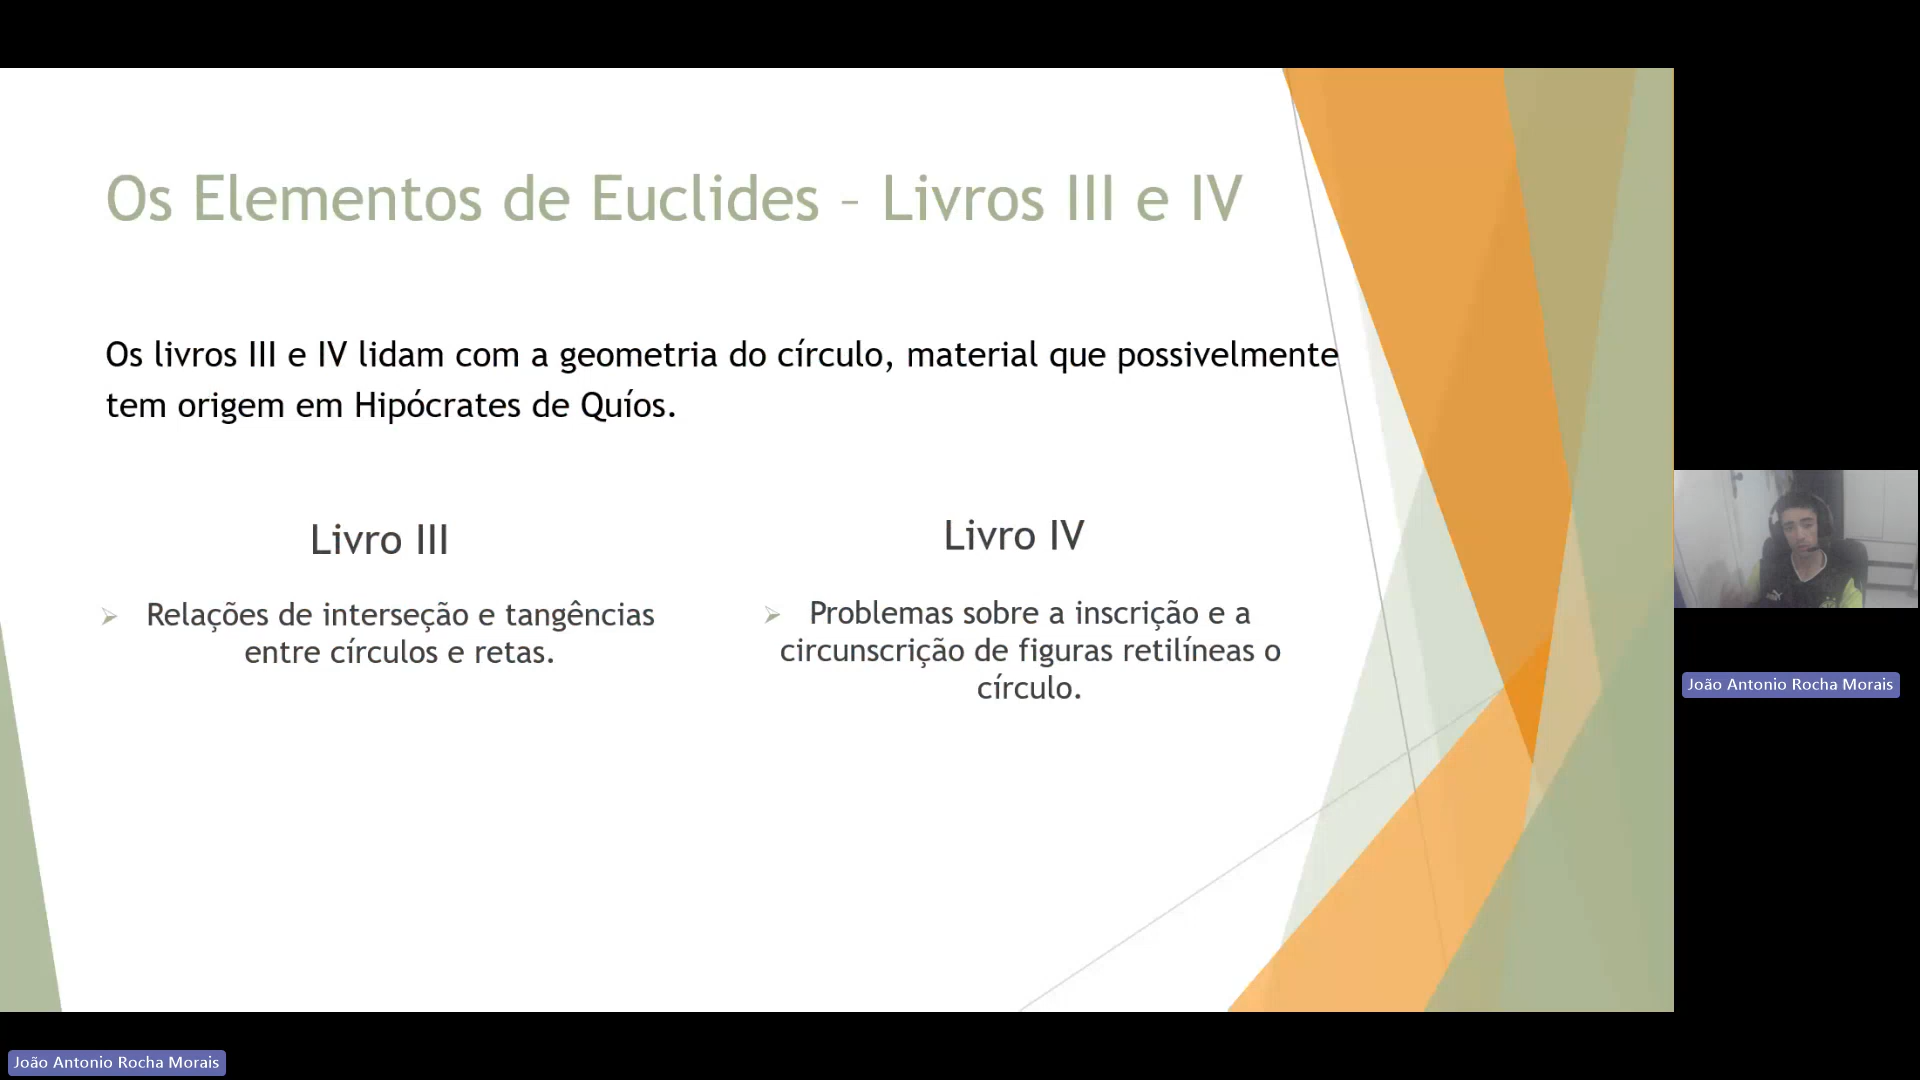 Os Elementos de Euclides – Livros III e IV
Os livros III e IV lidam com a geometria do círculo, material que possivelmente
tem origem em Hipócrates de Quíos.
Livro III
Relações de interseção e tangências
entre círculos e retas.
Livro IV
Problemas sobre a inscrição e a
circunscrição de figuras retilíneas o
círculo.
João Antonio Rocha Morais
João Antonio Rocha Morais